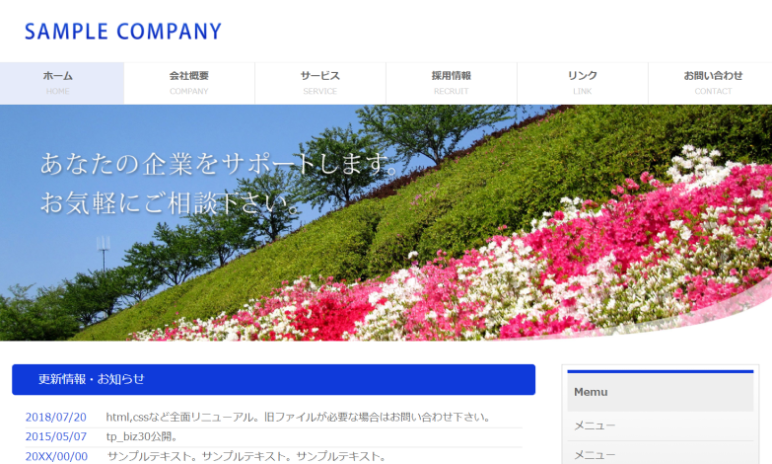 SAMPLE COMPANY
ホーム 会社概要 サービス 採用情報 リンク お問い合わせ
HOME COMPANY SERVICE RECRUIT LINK CONTACT
あなたの企業をサポートします。
お気軽にご相談下さい。
更新情報・お知らせ
2018/07/20 html,cssなど全面リニューアル。旧ファイルが必要な場合はお問い合わせ下さい。
2015/05/07 tp_biz30公開。
20XX/00/00 サンプルテキスト。サンプルテキスト。サンプルテキスト。
Memu
メニュー
メニュー